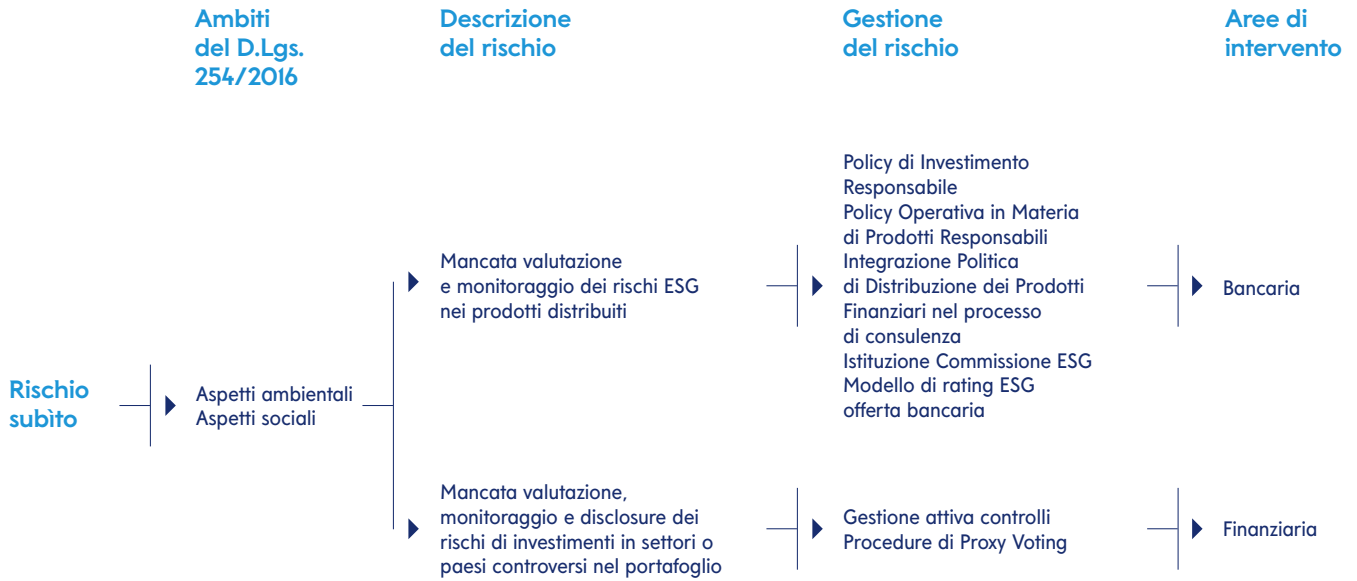 Ambiti
del D.Lgs.
254/2016
Descrizione
del rischio
Gestione
del rischio
Aree di
intervento
Rischio
subìto
Aspetti ambientali
Aspetti sociali
Mancata valutazione
e monitoraggio dei rischi ESG
nei prodotti distribuiti
Policy di Investimento
Responsabile
Policy Operativa in Materia
di Prodotti Responsabili
Integrazione Politica
di Distribuzione dei Prodotti
Finanziari nel processo
di consulenza
Istituzione Commissione ESG
Modello di rating ESG
offerta bancaria
Bancaria
Mancata valutazione,
monitoraggio e disclosure dei
rischi di investimenti in settori o
paesi controversi nel portafoglio
Gestione attiva controlli
Procedure di Proxy Voting
Finanziaria